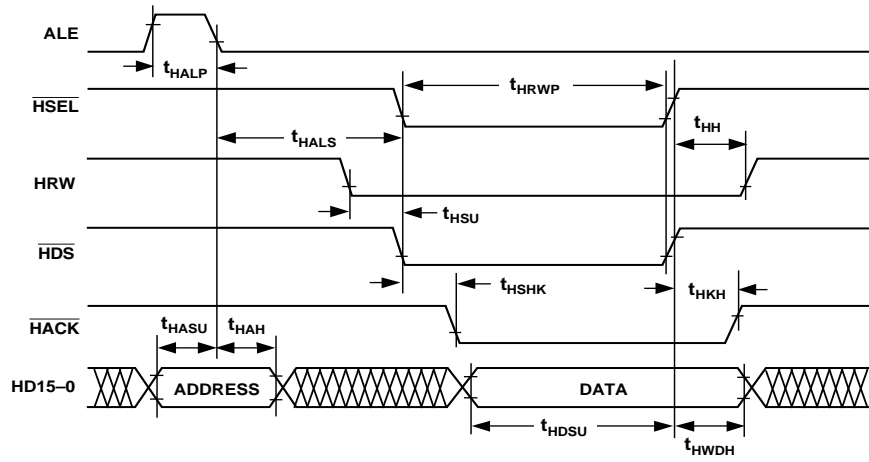 ALE
tHALP
HSEL
tHRWP
tHALS
tHH
HRW
tHSU
HDS
tHSHK
tHKH
HACK
tHASU
tHAH
HD15–0
ADDRESS
DATA
tHDSU
tHWDH